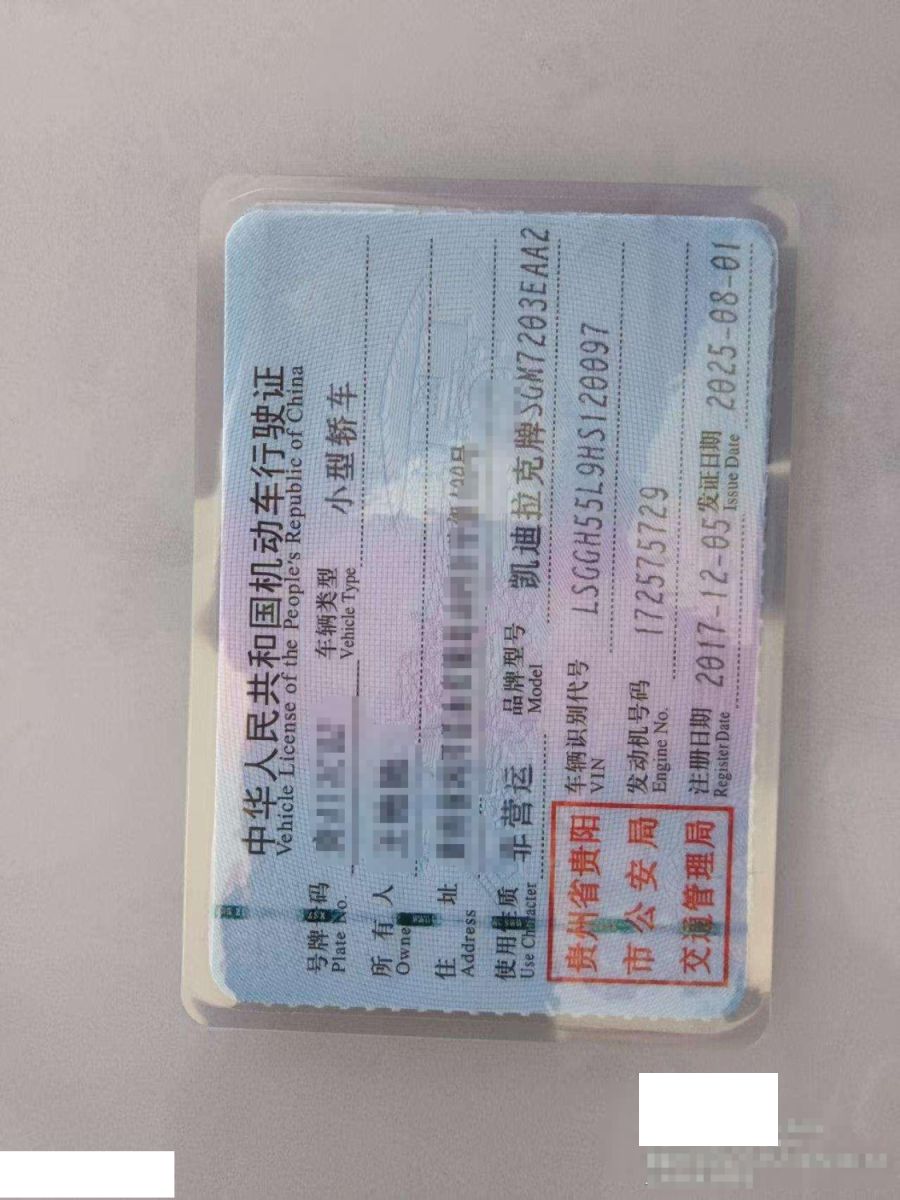 中华人民共和国机动车行驶证
Vehicle License of the People's Republic of China
号牌号码 车辆类型 小型轿车
Plate No. Vehicle Type
所有人
Owner
住址
Address
使用性质 非营运 品牌型号 凯迪拉克牌SGM7203EAA2
Use Character Model
贵州省贵阳
市公安局
交通管理局
车辆识别代号 LSGGH55L9HS120097
VIN
发动机号码 172575729
Engine No.
注册日期 2017-12-05 发证日期 2025-08-01
Register Date Issue Date